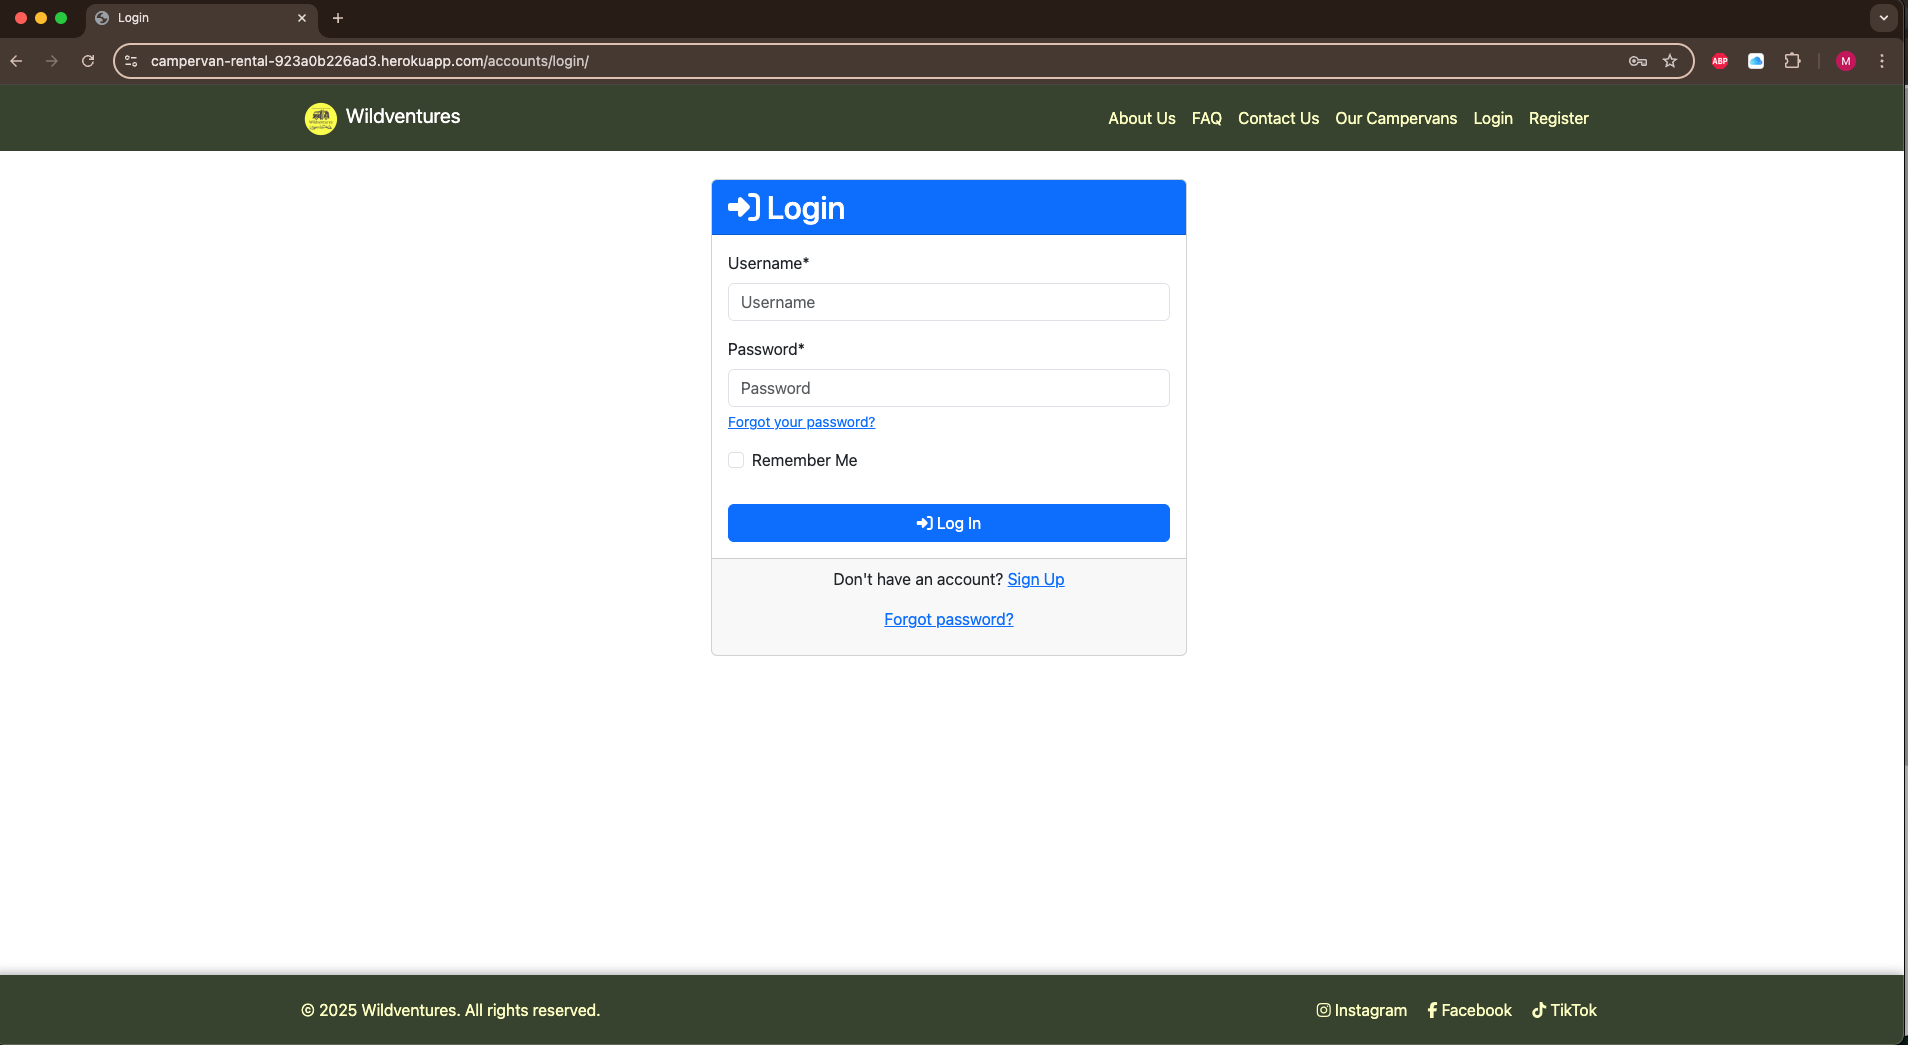 Login
campervan-rental-923a0b226ad3.herokuapp.com/accounts/login/
ABP
M
Wildventures
About Us FAQ Contact Us Our Campervans Login Register
Login
Username*
Username
Password*
Password
Forgot your password?
Remember Me
Log In
Don't have an account? Sign Up
Forgot password?
© 2025 Wildventures. All rights reserved.
Instagram Facebook TikTok